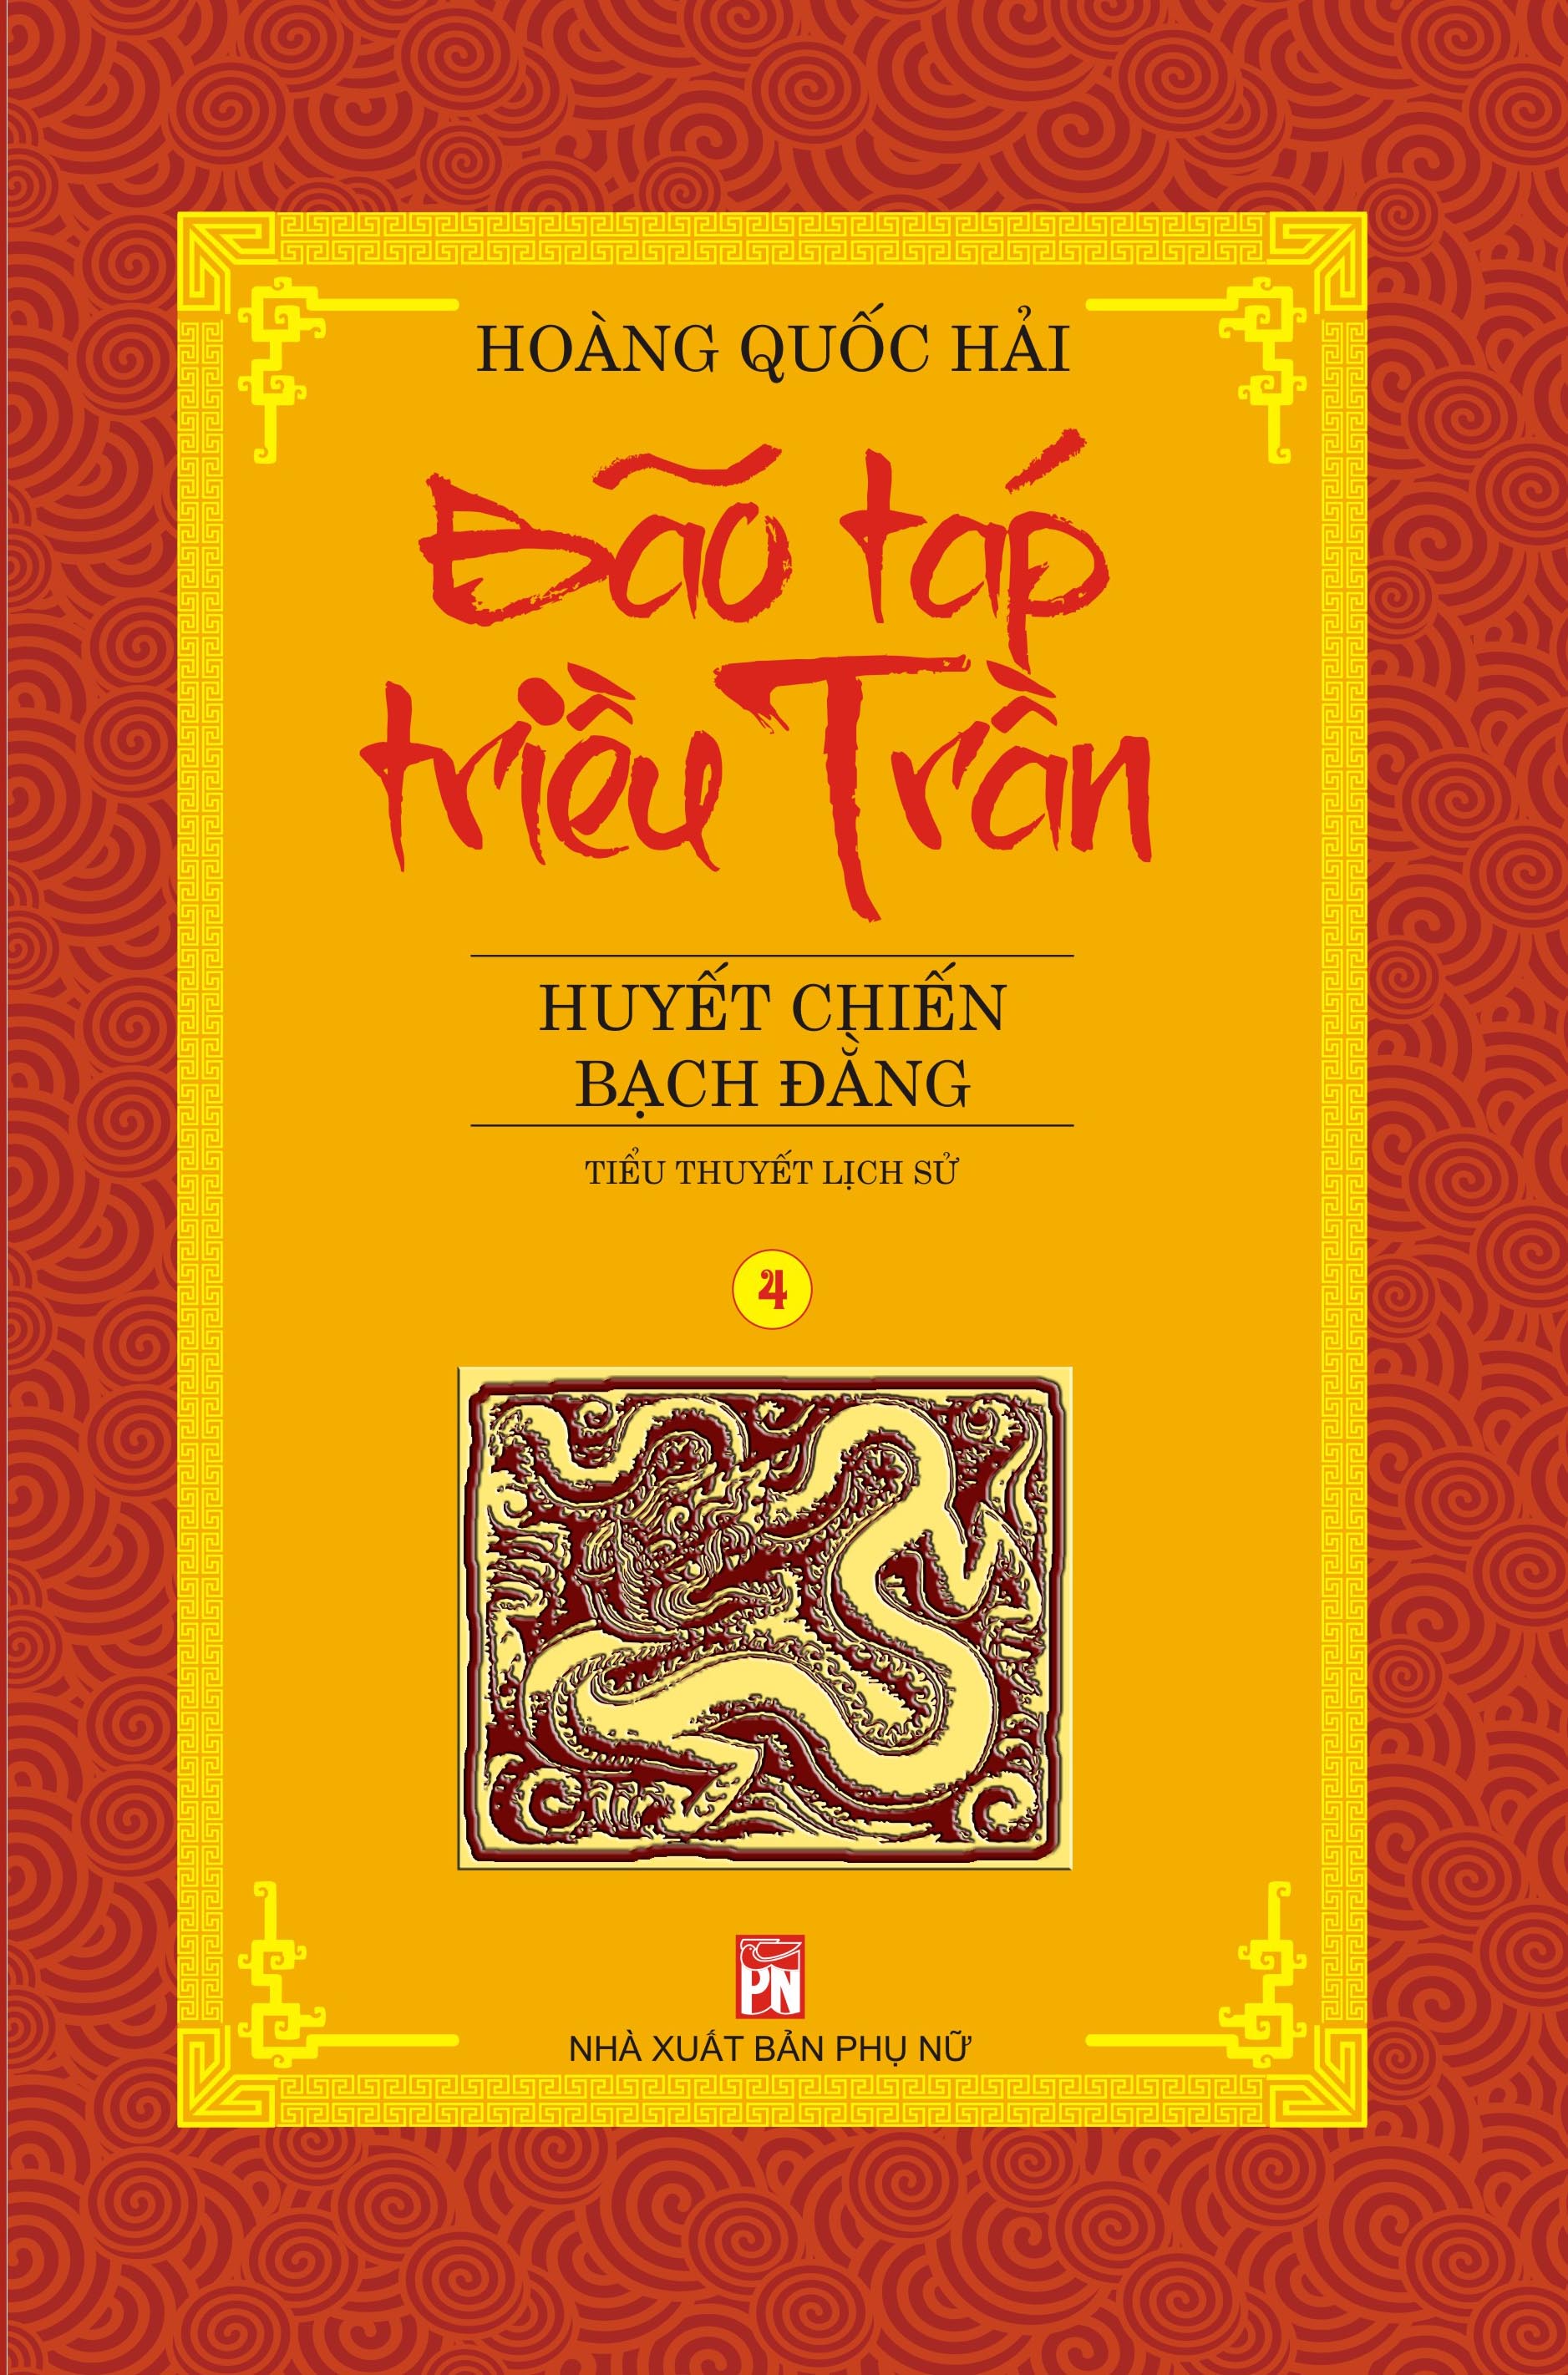 HOÀNG QUỐC HẢI
Bão táp
triều Trần
HUYẾT CHIẾN
BẠCH ĐẰNG
TIỂU THUYẾT LỊCH SỬ
4
PN
NHÀ XUẤT BẢN PHỤ NỮ